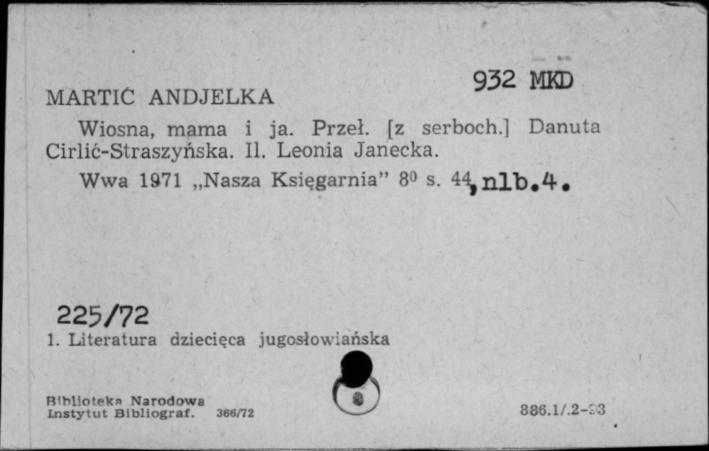 932 MKD
MARTIĆ ANDJELKA
Wiosna, mama i ja. Przeł. [z serboch.] Danuta
Cirlić-Straszyńska. Il. Leonia Janecka.
Wwa 1971 „Nasza Księgarnia” 8⁰ s. 44, nlb.4.
225/72
1. Literatura dziecięca jugosłowiańska
Biblioteka Narodowa
Instytut Bibliograf. 366/72